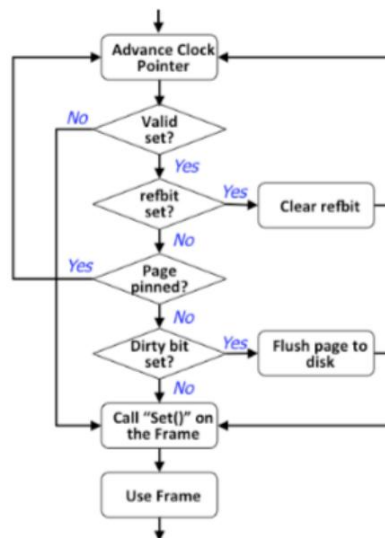 Advance Clock
Pointer
No
Valid
set?
Yes
refbit
set?
Yes
Clear refbit
No
Yes
Page
pinned?
No
Dirty bit
set?
Yes
Flush page to
disk
No
Call “Set()” on
the Frame
Use Frame